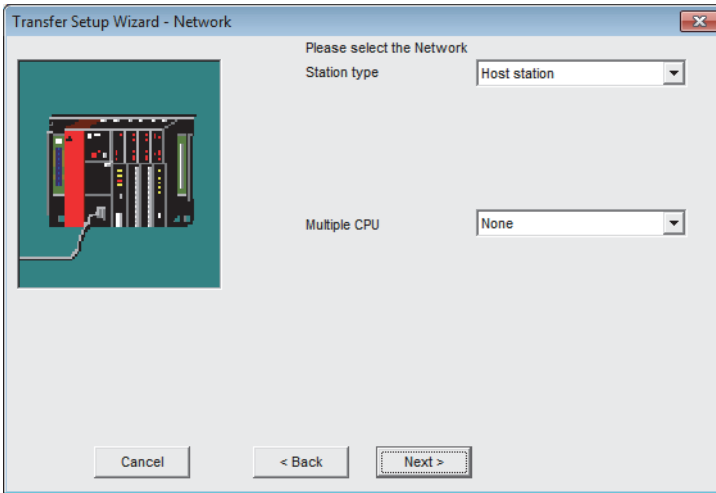 Transfer Setup Wizard - Network
Please select the Network
Station type
Host station
Multiple CPU
None
Cancel
< Back
Next >